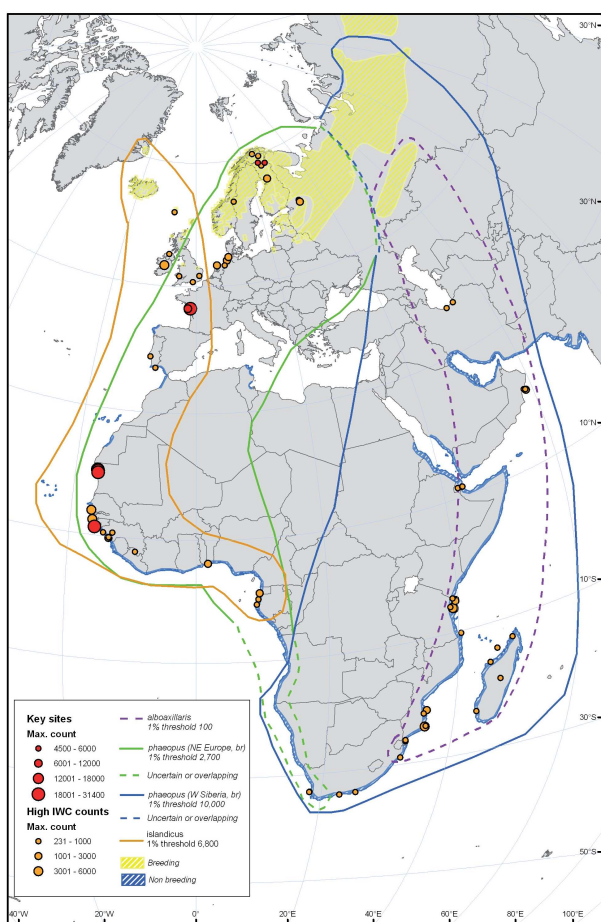 30°N
30°N
10°N
10°S
30°S
50°S
Key sites
Max. count
4500 - 6000
6001 - 12000
12001 - 18000
18001 - 31400
High IWC counts
Max. count
231 - 1000
1001 - 3000
3001 - 6000
alboaxillaris
1% threshold 100
phaeopus (NE Europe, br)
1% threshold 2,700
Uncertain or overlapping
phaeopus (W Siberia, br)
1% threshold 10,000
Uncertain or overlapping
islandicus
1% threshold 6,800
Breeding
Non breeding
40°W
20°W
0°
20°E
40°E
60°E